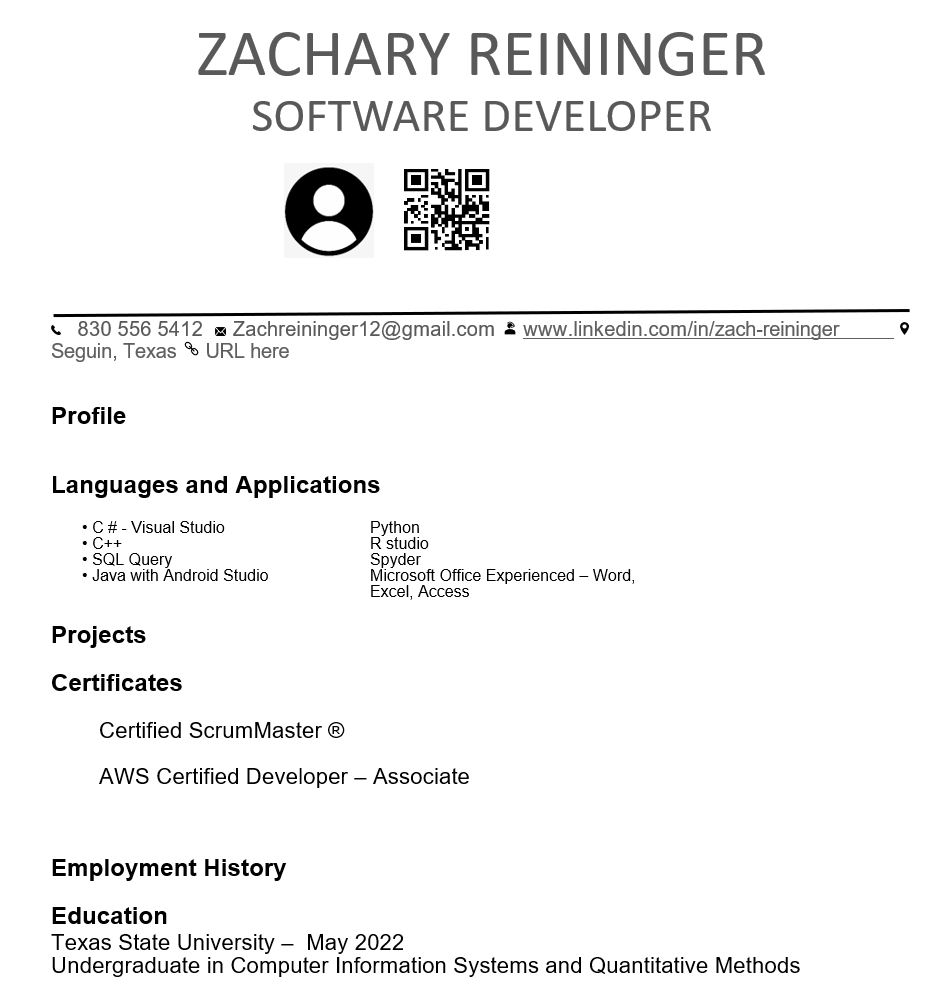 ZACHARY REININGER
SOFTWARE DEVELOPER
830 556 5412 Zachreininger12@gmail.com www.linkedin.com/in/zach-reininger
Seguin, Texas URL here
Profile
Languages and Applications
• C # - Visual Studio Python
• C++ R studio
• SQL Query Spyder
• Java with Android Studio Microsoft Office Experienced – Word,
Excel, Access
Projects
Certificates
Certified ScrumMaster ®
AWS Certified Developer – Associate
Employment History
Education
Texas State University – May 2022
Undergraduate in Computer Information Systems and Quantitative Methods